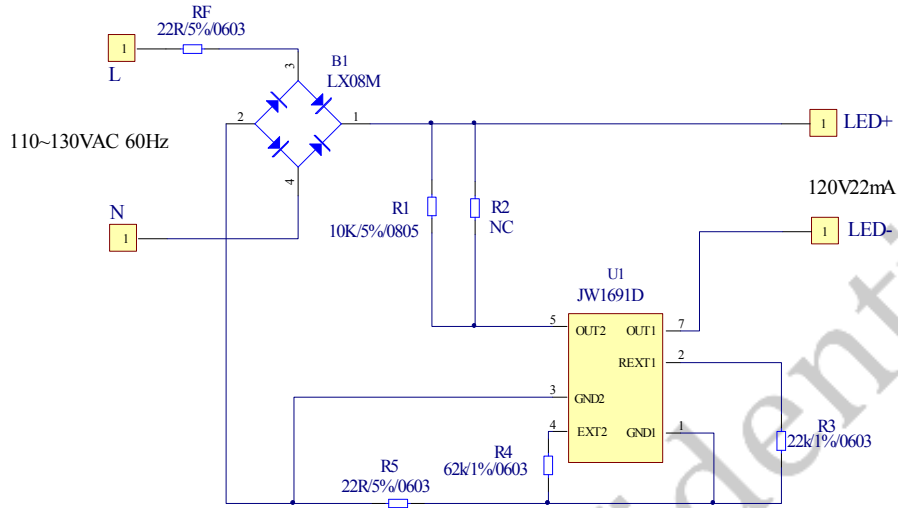 RF
22R/5%/0603
1
L
3
B1
LX08M
2
1
4
110~130VAC 60Hz
N
1
1
LED+
120V22mA
1
LED-
R1
10K/5%/0805
R2
NC
U1
JW1691D
5
OUT2
OUT1
7
REXT1
2
3
GND2
4
EXT2
GND1
1
R3
22k/1%/0603
R4
62k/1%/0603
R5
22R/5%/0603
fidenti